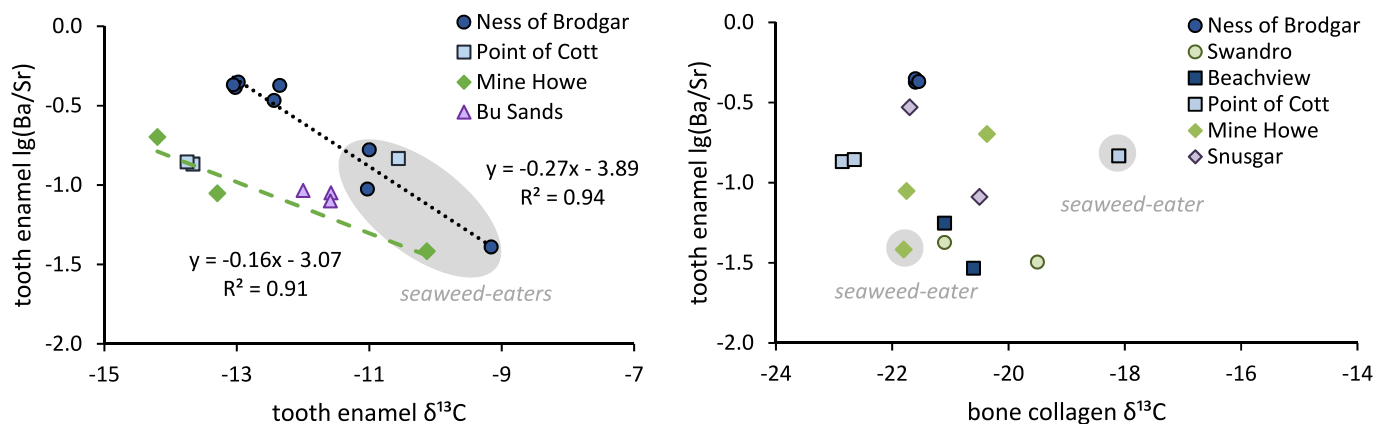 0.0
-0.5
-1.0
-1.5
-2.0
-15
-13
-11
-9
-7
tooth enamel lg(Ba/Sr)
tooth enamel δ¹³C
Ness of Brodgar
Point of Cott
Mine Howe
Bu Sands
y = -0.27x - 3.89
R² = 0.94
y = -0.16x - 3.07
R² = 0.91
seaweed-eaters
0.0
-0.5
-1.0
-1.5
-2.0
-24
-22
-20
-18
-16
-14
tooth enamel lg(Ba/Sr)
bone collagen δ¹³C
Ness of Brodgar
Swandro
Beachview
Point of Cott
Mine Howe
Snusgar
seaweed-eater
seaweed-eater